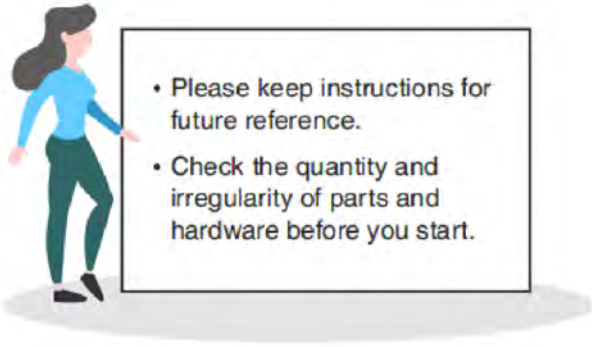 • Please keep instructions for
future reference.
• Check the quantity and
irregularity of parts and
hardware before you start.